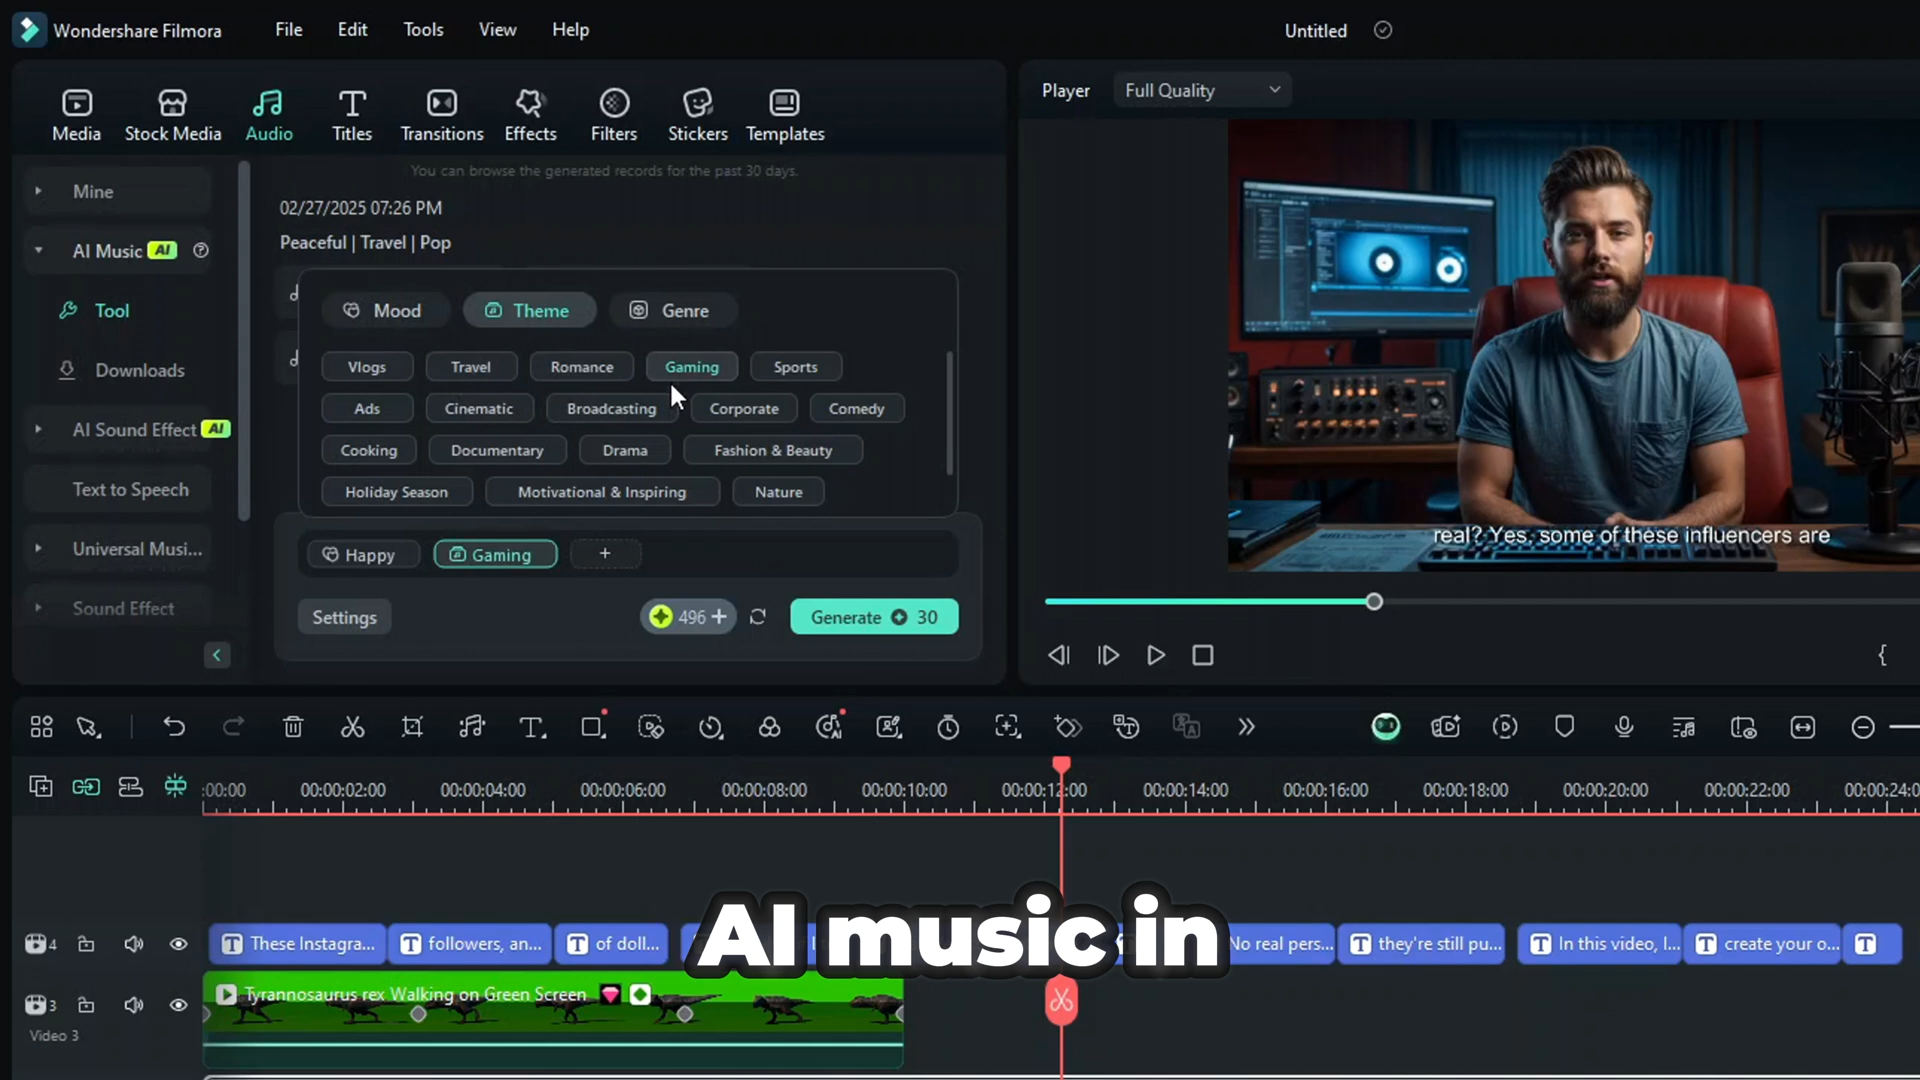 Wondershare Filmora
File Edit Tools View Help
Untitled
Media Stock Media Audio Titles Transitions Effects Filters Stickers Templates
Player Full Quality
You can browse the generated records for the past 30 days.
Mine
02/27/2025 07:26 PM
Peaceful | Travel | Pop
AI Music AI
Tool
Downloads
AI Sound Effect AI
Text to Speech
Universal Musi...
Sound Effect
Mood Theme Genre
Vlogs Travel Romance Gaming Sports
Ads Cinematic Broadcasting Corporate Comedy
Cooking Documentary Drama Fashion & Beauty
Holiday Season Motivational & Inspiring Nature
Happy Gaming +
Settings 496 + Generate 30
real? Yes, some of these influencers are
:00:00 00:00:02:00 00:00:04:00 00:00:06:00 00:00:08:00 00:00:10:00 00:00:12:00 00:00:14:00 00:00:16:00 00:00:18:00 00:00:20:00 00:00:22:00 00:00:24:0
4 These Instagra... followers, an... of doll... No real pers... they're still pu... In this video, I... create your o...
AI music in
3 Tyrannosaurus rex Walking on Green Screen
Video 3